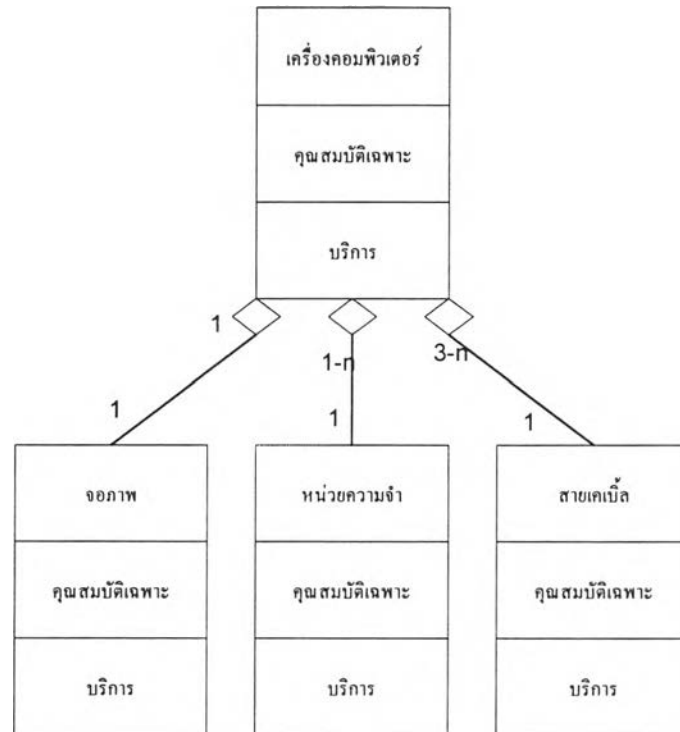 เครื่องคอมพิวเตอร์
คุณสมบัติเฉพาะ
บริการ
1
1-n
3-n
1
1
1
จอภาพ
หน่วยความจำ
สายเคเบิ้ล
คุณสมบัติเฉพาะ
คุณสมบัติเฉพาะ
คุณสมบัติเฉพาะ
บริการ
บริการ
บริการ